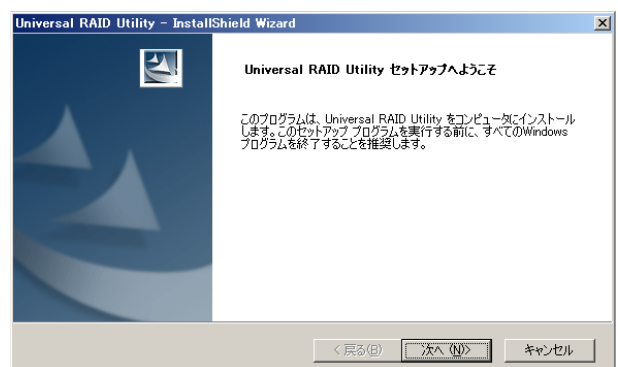 Universal RAID Utility - InstallShield Wizard
Universal RAID Utility セットアップへようこそ
このプログラムは、Universal RAID Utility をコンピュータにインストール
します。このセットアップ プログラムを実行する前に、すべてのWindows
プログラムを終了することを推奨します。
< 戻る(B)
次へ (N)>
キャンセル